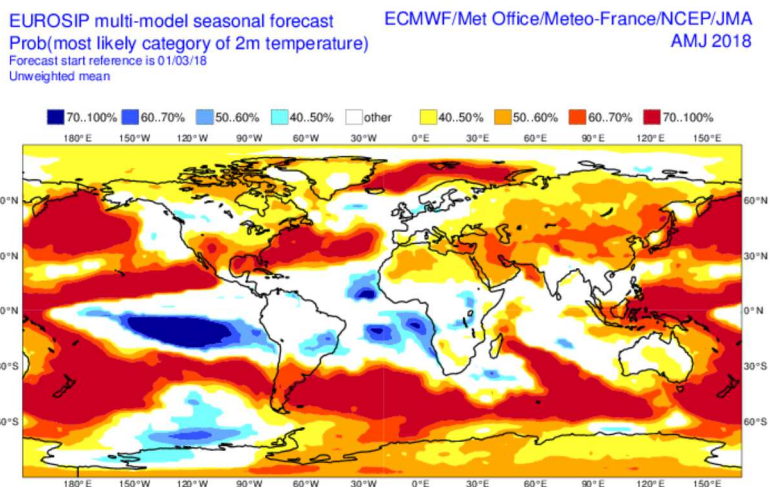 EUROSIP multi-model seasonal forecast
ECMWF/Met Office/Meteo-France/NCEP/JMA
Prob(most likely category of 2m temperature)
AMJ 2018
Forecast start reference is 01/03/18
Unweighted mean
70..100% 60..70% 50..60% 40..50% other 40..50% 50..60% 60..70% 70..100%
180°E 150°W 120°W 90°W 60°W 30°W 0°E 30°E 60°E 90°E 120°E 150°E
0°N 60°N
0°N 30°N
0°N 0°N
0°S 30°S
0°S 60°S
180°E 150°W 120°W 90°W 60°W 30°W 0°E 30°E 60°E 90°E 120°E 150°E